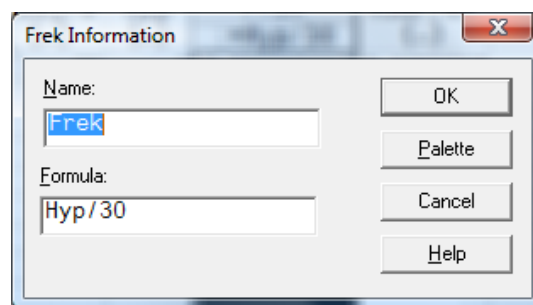 Frek Information
Name:
Frek
Formula:
Hyp/30
OK
Palette
Cancel
Help